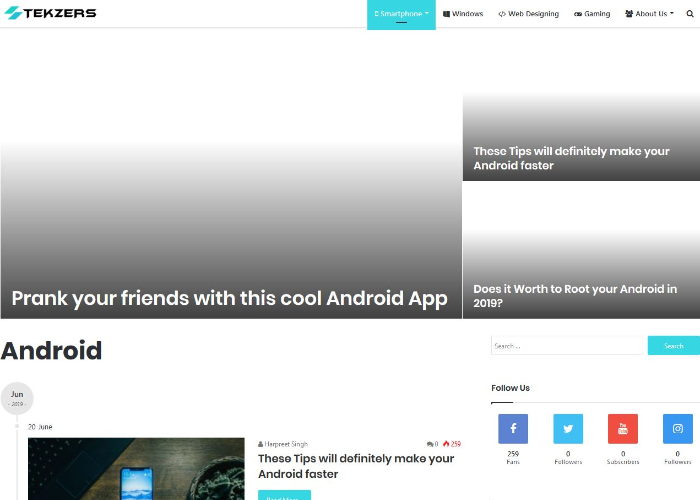 TEKZERS
Smartphone
Windows
Web Designing
Gaming
About Us
These Tips will definitely make your
Android faster
Prank your friends with this cool Android App
Does it Worth to Root your Android in
2019?
Android
Search ...
Search
Jun
- 2019 -
20 June
Follow Us
Harpreet Singh
0
259
These Tips will definitely make your
Android faster
Read More
You
Tube
259
Fans
0
Followers
0
Subscribers
0
Followers